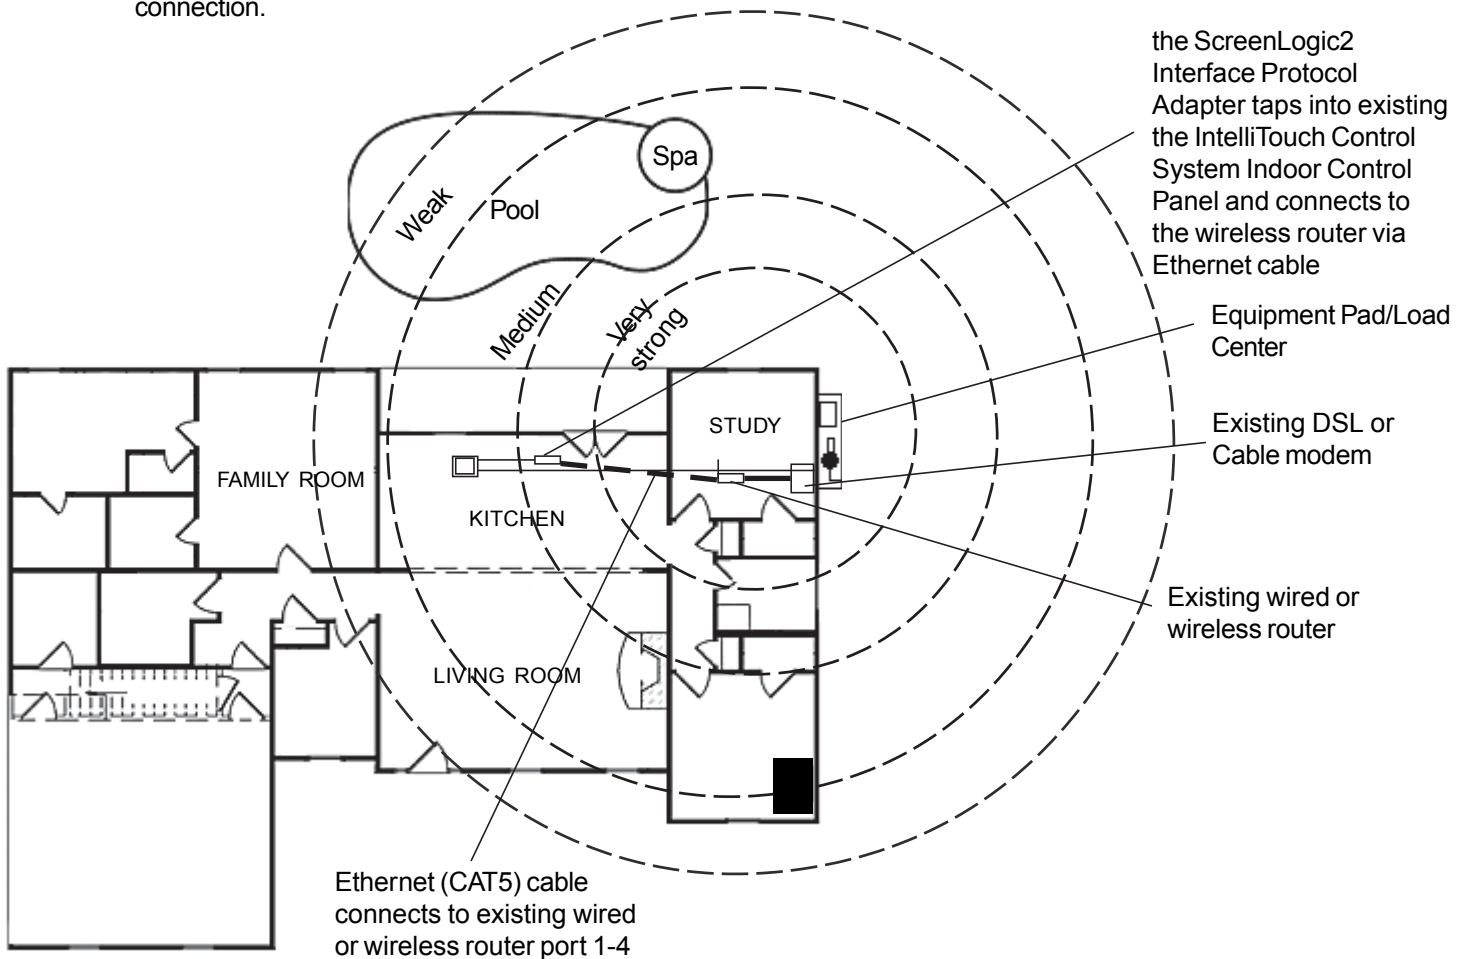 connection.
the ScreenLogic2
Interface Protocol
Adapter taps into existing
the IntelliTouch Control
System Indoor Control
Panel and connects to
the wireless router via
Ethernet cable
Spa
Weak
Pool
Medium
Very
strong
Equipment Pad/Load
Center
STUDY
Existing DSL or
Cable modem
FAMILY ROOM
KITCHEN
Existing wired or
wireless router
LIVING ROOM
Ethernet (CAT5) cable
connects to existing wired
or wireless router port 1-4